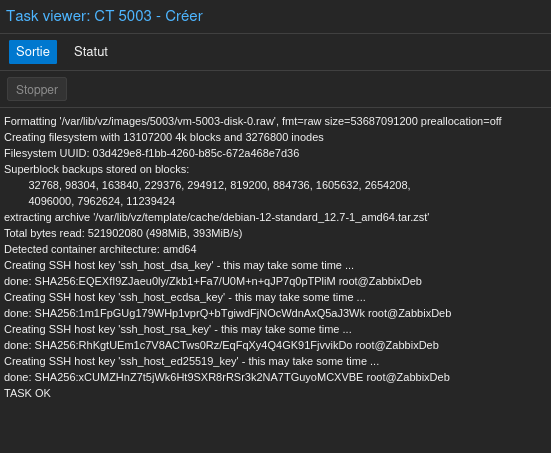 Task viewer: CT 5003 - Créer
Sortie Statut
Stopper
Formatting '/var/lib/vz/images/5003/vm-5003-disk-0.raw', fmt=raw size=53687091200 preallocation=off
Creating filesystem with 13107200 4k blocks and 3276800 inodes
Filesystem UUID: 03d429e8-f1bb-4260-b85c-672a468e7d36
Superblock backups stored on blocks:
32768, 98304, 163840, 229376, 294912, 819200, 884736, 1605632, 2654208,
4096000, 7962624, 11239424
extracting archive '/var/lib/vz/template/cache/debian-12-standard_12.7-1_amd64.tar.zst'
Total bytes read: 521902080 (498MiB, 393MiB/s)
Detected container architecture: amd64
Creating SSH host key 'ssh_host_dsa_key' - this may take some time ...
done: SHA256:EQEXfI9ZJaeu0ly/Zkb1+Fa7/U0M+n+qJP7q0pTPliM root@ZabbixDeb
Creating SSH host key 'ssh_host_ecdsa_key' - this may take some time ...
done: SHA256:1m1FpGUg179WHp1vprQ+bTgiwdFjNOcWdnAxQ5aJ3Wk root@ZabbixDeb
Creating SSH host key 'ssh_host_rsa_key' - this may take some time ...
done: SHA256:RhKgtUEm1c7V8ACTws0Rz/EqFqXy4Q4GK91FjvvikDo root@ZabbixDeb
Creating SSH host key 'ssh_host_ed25519_key' - this may take some time ...
done: SHA256:xCUMZHnZ7t5jWk6Ht9SXR8rRSr3k2NA7TGuyoMCXVBE root@ZabbixDeb
TASK OK